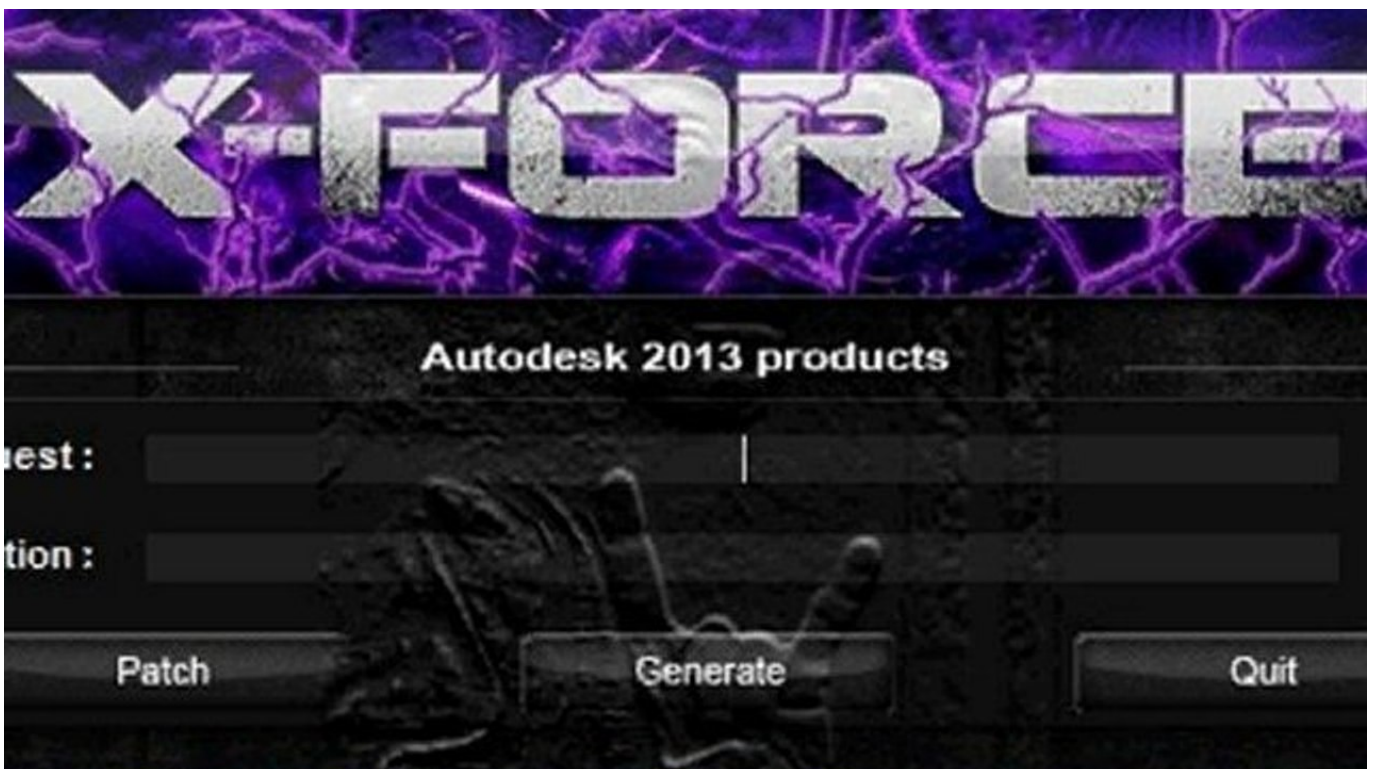 X-FORCE
Autodesk 2013 products
uest :
tion :
Patch Generate Quit